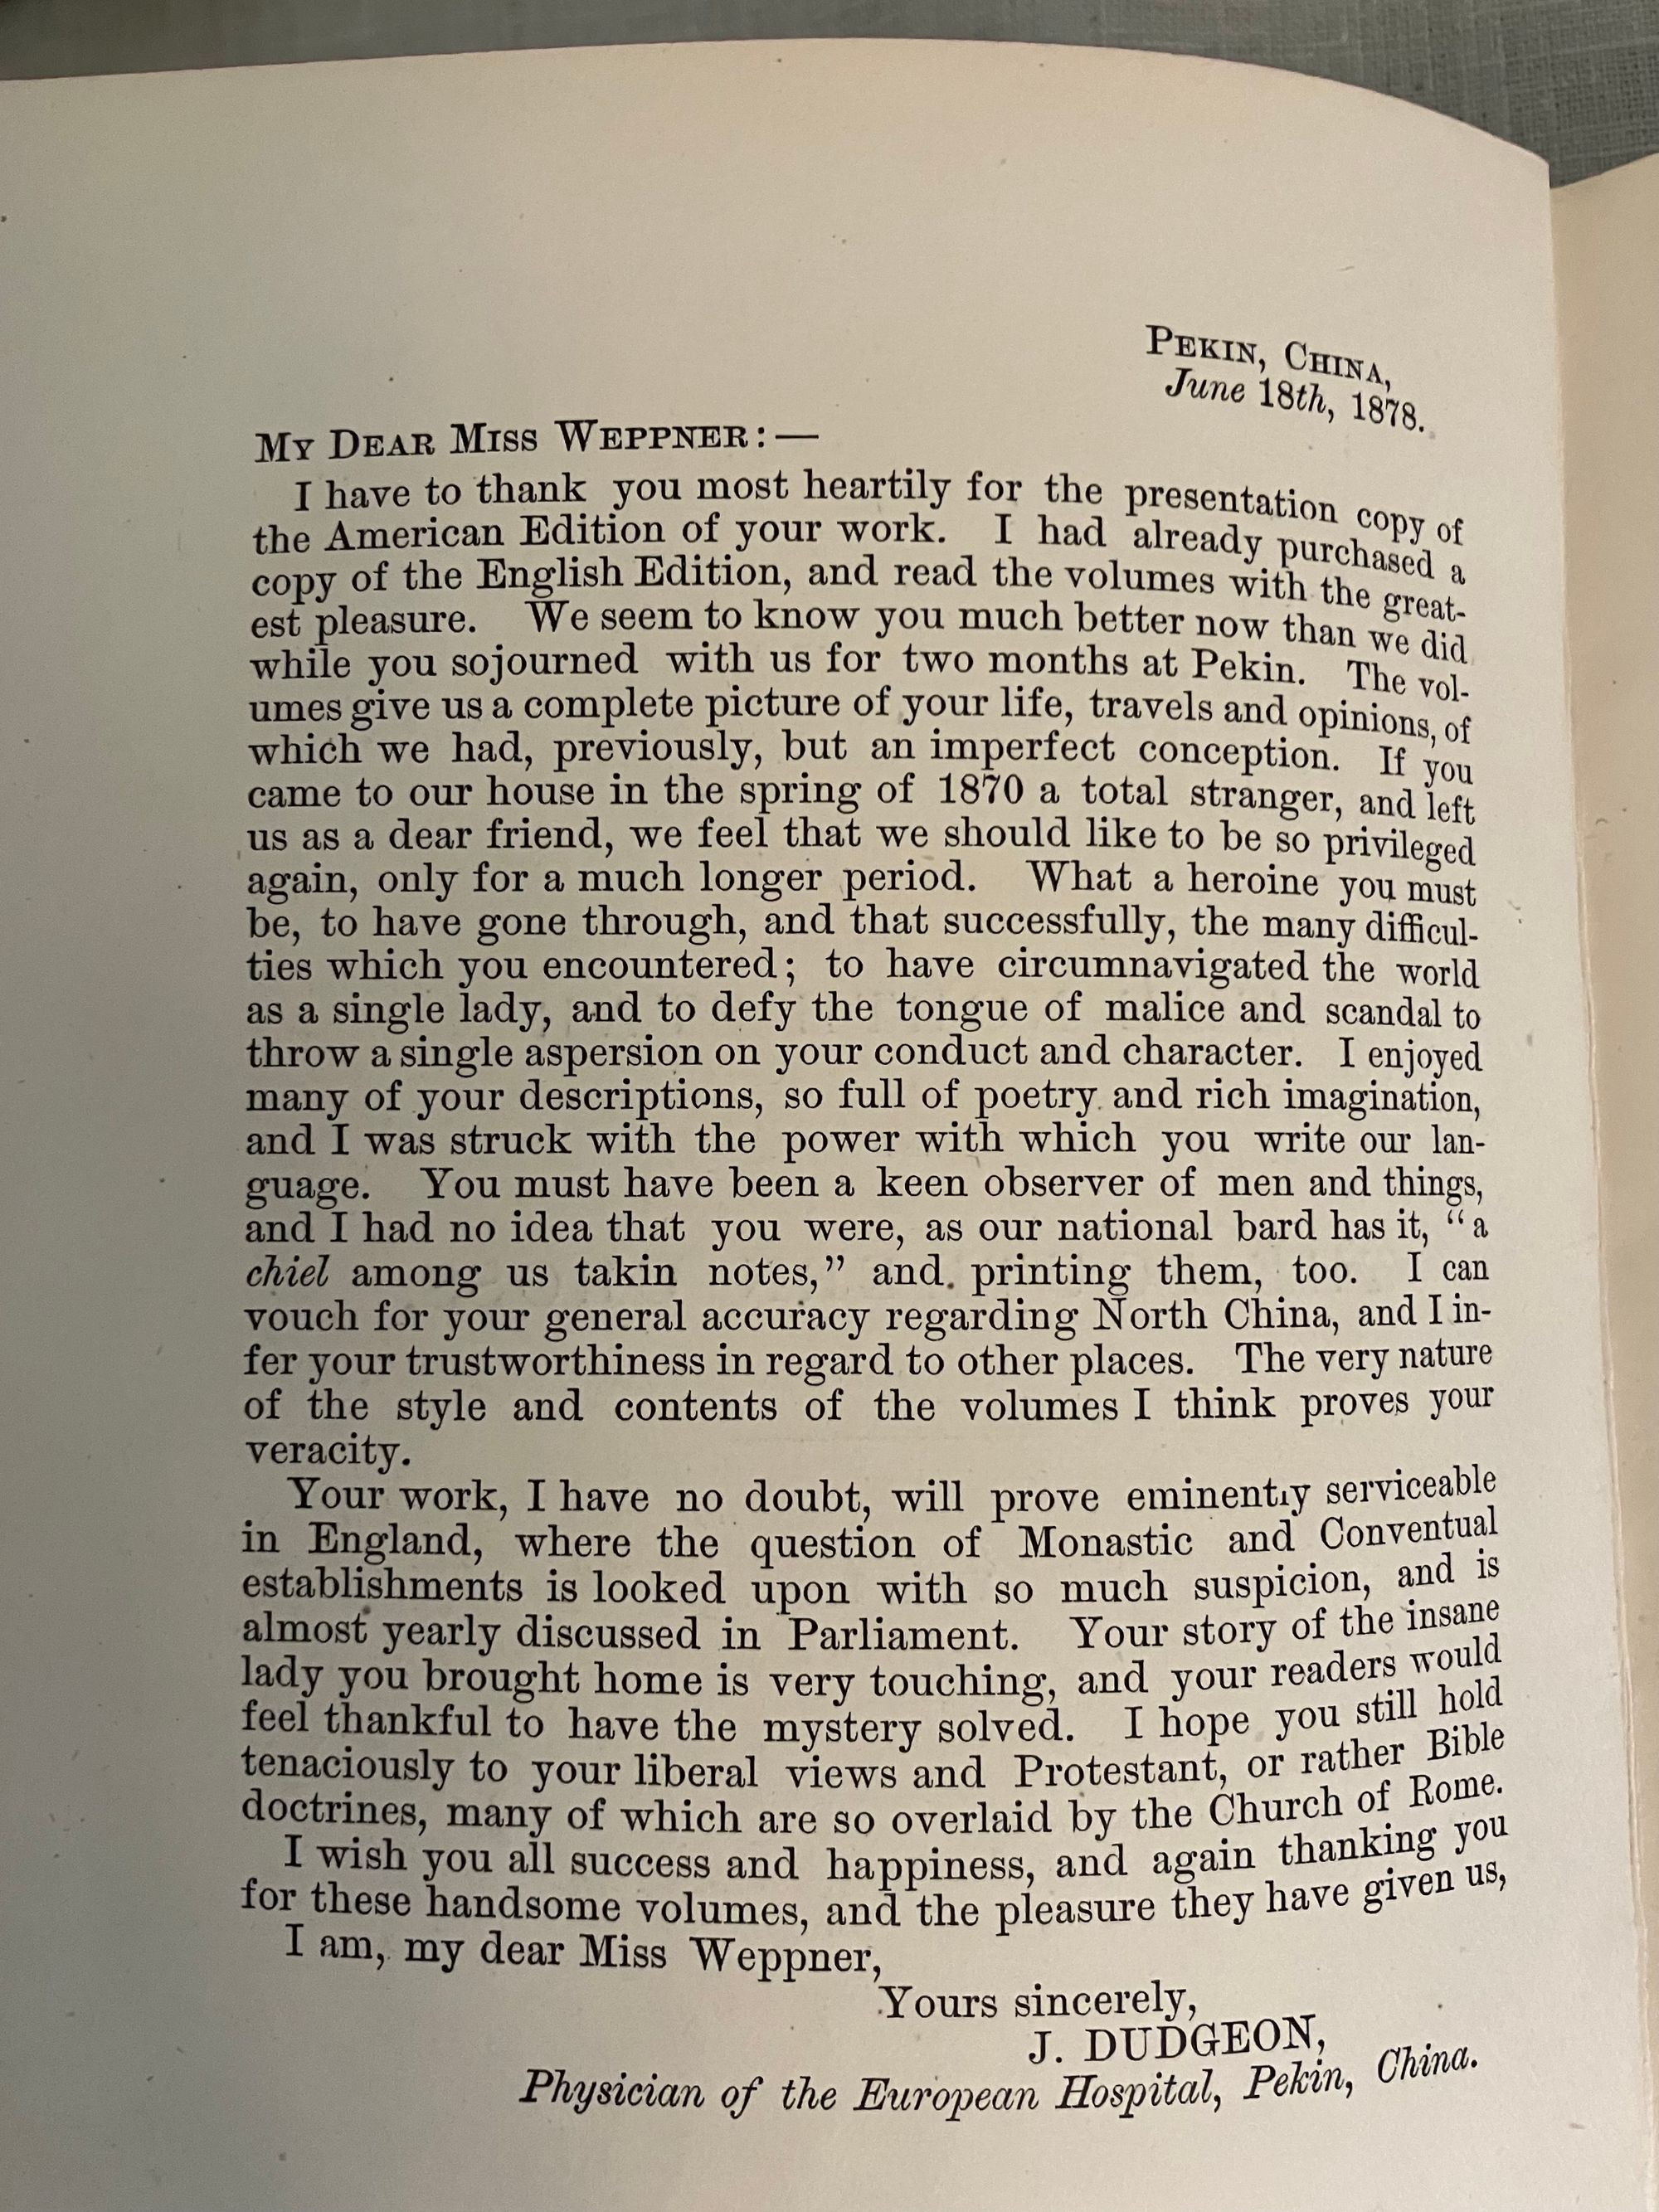 PEKIN, CHINA,
June 18th, 1878.
MY DEAR MISS WEPPNER:—
I have to thank you most heartily for the presentation copy of
the American Edition of your work. I had already purchased a
copy of the English Edition, and read the volumes with the great-
est pleasure. We seem to know you much better now than we did
while you sojourned with us for two months at Pekin. The vol-
umes give us a complete picture of your life, travels and opinions, of
which we had, previously, but an imperfect conception. If you
came to our house in the spring of 1870 a total stranger, and left
us as a dear friend, we feel that we should like to be so privileged
again, only for a much longer period. What a heroine you must
be, to have gone through, and that successfully, the many difficul-
ties which you encountered; to have circumnavigated the world
as a single lady, and to defy the tongue of malice and scandal to
throw a single aspersion on your conduct and character. I enjoyed
many of your descriptions, so full of poetry and rich imagination,
and I was struck with the power with which you write our lan-
guage. You must have been a keen observer of men and things,
and I had no idea that you were, as our national bard has it, “a
chiel among us takin notes,” and printing them, too. I can
vouch for your general accuracy regarding North China, and I in-
fer your trustworthiness in regard to other places. The very nature
of the style and contents of the volumes I think proves your
veracity.
Your work, I have no doubt, will prove eminently serviceable
in England, where the question of Monastic and Conventual
establishments is looked upon with so much suspicion, and is
almost yearly discussed in Parliament. Your story of the insane
lady you brought home is very touching, and your readers would
feel thankful to have the mystery solved. I hope you still hold
tenaciously to your liberal views and Protestant, or rather Bible
doctrines, many of which are so overlaid by the Church of Rome.
I wish you all success and happiness, and again thanking you
for these handsome volumes, and the pleasure they have given us,
I am, my dear Miss Weppner,
Yours sincerely,
J. DUDGEON,
Physician of the European Hospital, Pekin, China.